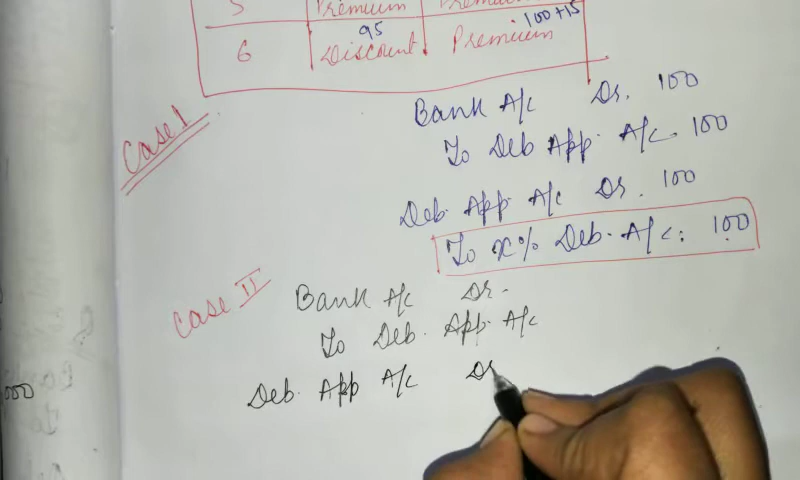 5 Premium
95 100+15
6 Discount Premium
Case I
Bank A/c Dr. 100
To Deb App. A/c. 100
Deb. App. A/c Dr. 100
To X% Deb. A/c. 100
Case II
Bank A/c Dr.
To Deb. App. A/c
Deb. App A/c Dr